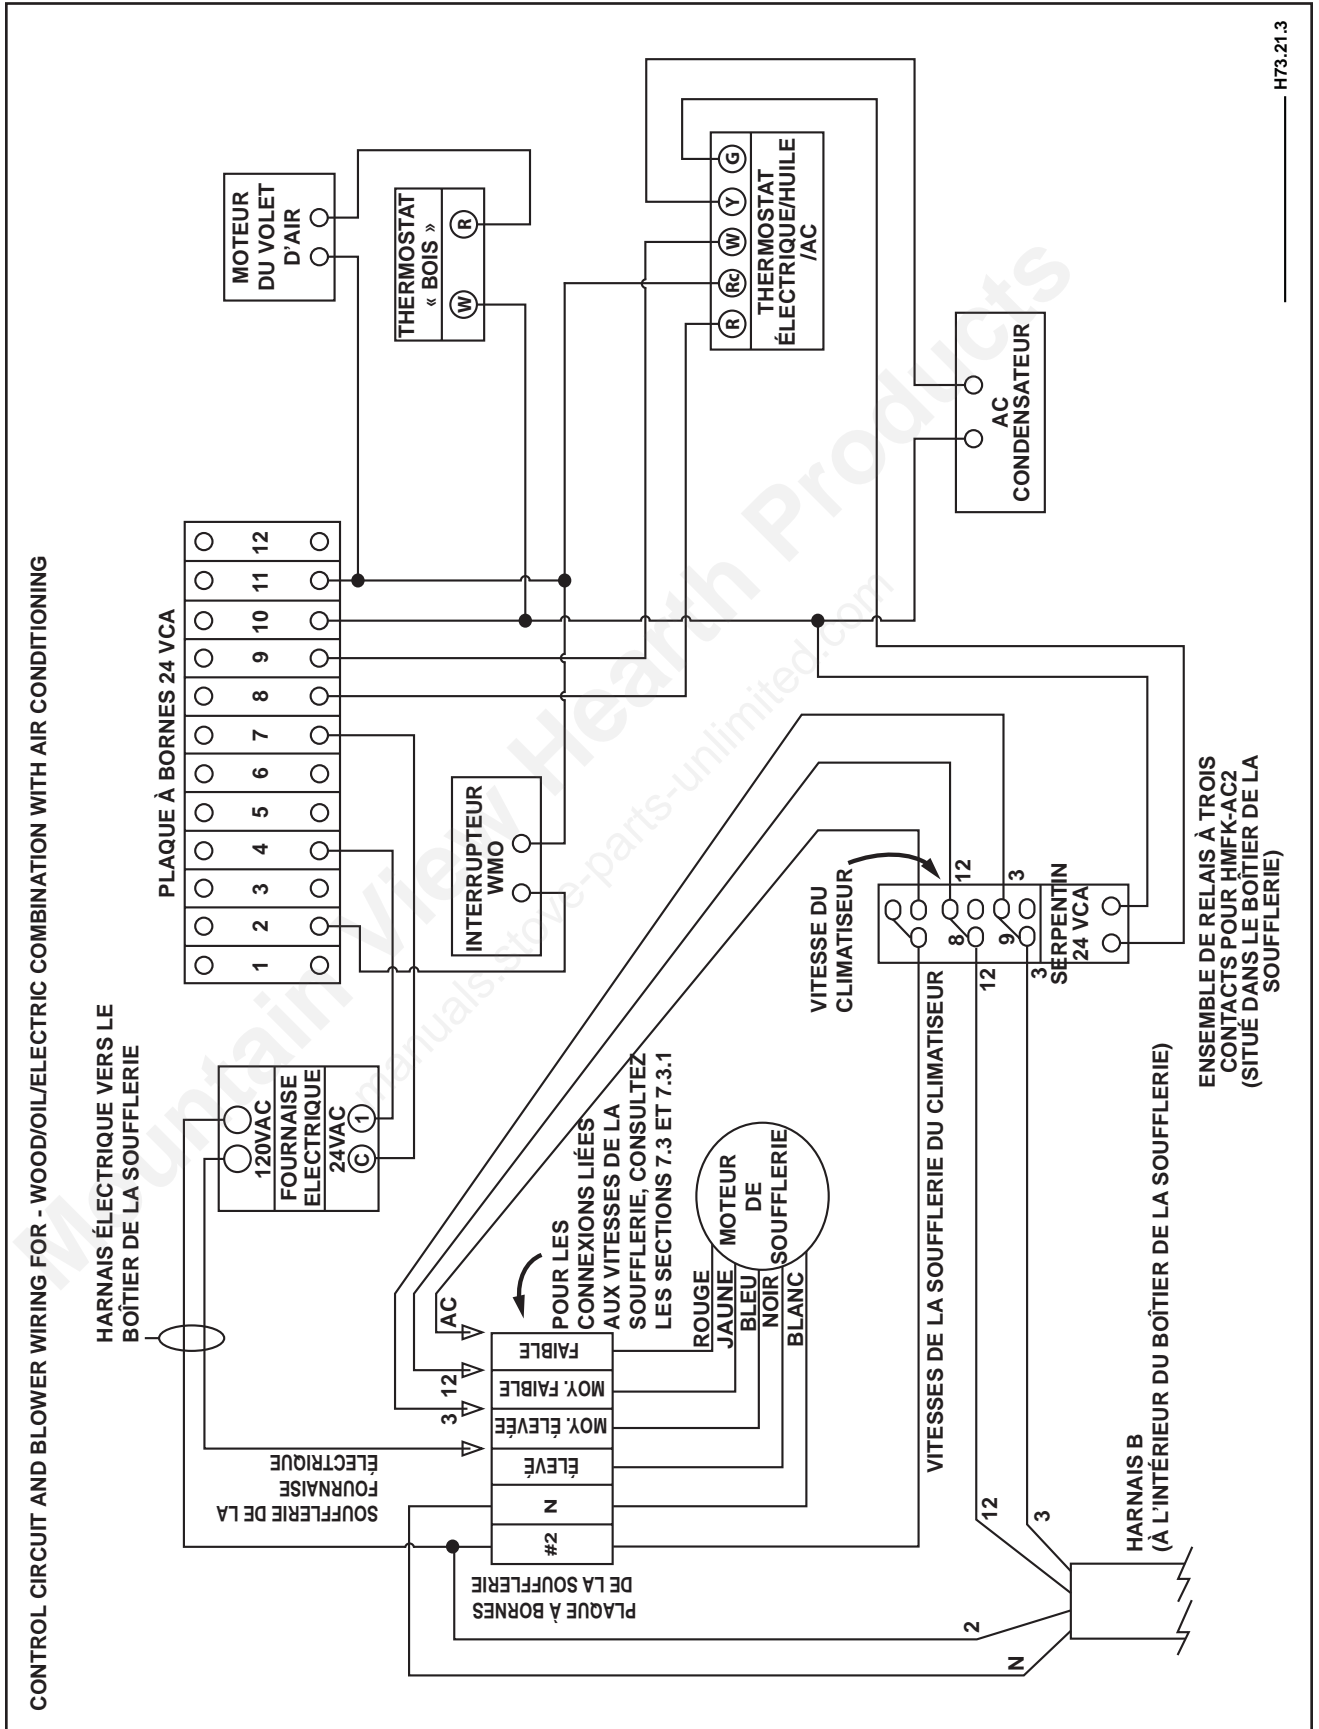 CONTROL CIRCUIT AND BLOWER WIRING FOR - WOOD/OIL/ELECTRIC COMBINATION WITH AIR CONDITIONING
HARNAIS ÉLECTRIQUE VERS LE
BOÎTIER DE LA SOUFFLERIE
PLAQUE À BORNES 24 VCA
1
2
3
4
5
6
7
8
9
10
11
12
MOTEUR
DU VOLET
D'AIR
THERMOSTAT
« BOIS »
W
R
120VAC
FOURNAISE
ELECTRIQUE
24VAC
C
1
INTERRUPTEUR
WMO
R
Rc
W
Y
G
THERMOSTAT
ÉLECTRIQUE/HUILE
/AC
AC
CONDENSATEUR
SOUFFLERIE DE LA
FOURNAISE
ÉLECTRIQUE
3
12
AC
POUR LES
CONNEXIONS LIÉES
AUX VITESSES DE LA
SOUFFLERIE, CONSULTEZ
LES SECTIONS 7.3 ET 7.3.1
PLAQUE À BORNES
DE LA SOUFFLERIE
#2
N
ÉLEVÉ
MOY. ÉLEVÉE
MOY. FAIBLE
FAIBLE
ROUGE
JAUNE
BLEU
NOIR
BLANC
MOTEUR
DE
SOUFFLERIE
VITESSE DU
CLIMATISEUR
12
3
8
9
12
3
SERPENTIN
24 VCA
VITESSES DE LA SOUFFLERIE DU CLIMATISEUR
N
2
12
3
HARNAIS B
(À L'INTÉRIEUR DU BOÎTIER DE LA SOUFFLERIE)
ENSEMBLE DE RELAIS À TROIS
CONTACTS POUR HMFK-AC2
(SITUÉ DANS LE BOÎTIER DE LA
SOUFFLERIE)
H73.21.3
Mountain View Hearth Products
manuals.stove-parts-unlimited.com